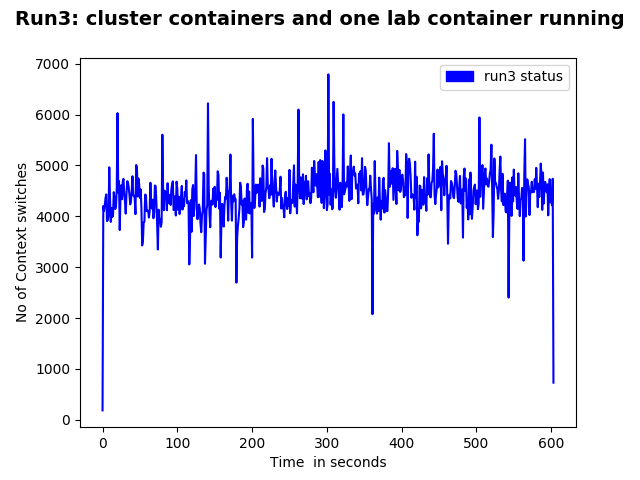 Run3: cluster containers and one lab container running
run3 status
No of Context switches
7000
6000
5000
4000
3000
2000
1000
0
0 100 200 300 400 500 600
Time  in seconds